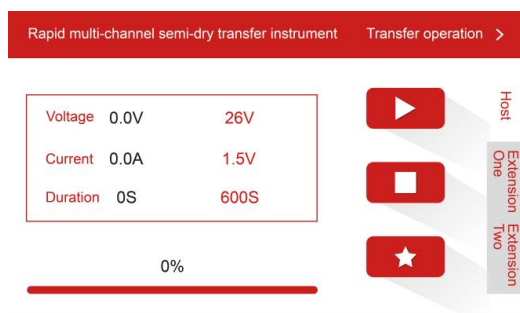 Rapid multi-channel semi-dry transfer instrument Transfer operation >
Voltage 0.0V 26V
Current 0.0A 1.5V
Duration 0S 600S
0%
Host
Extension
One
Extension
Two